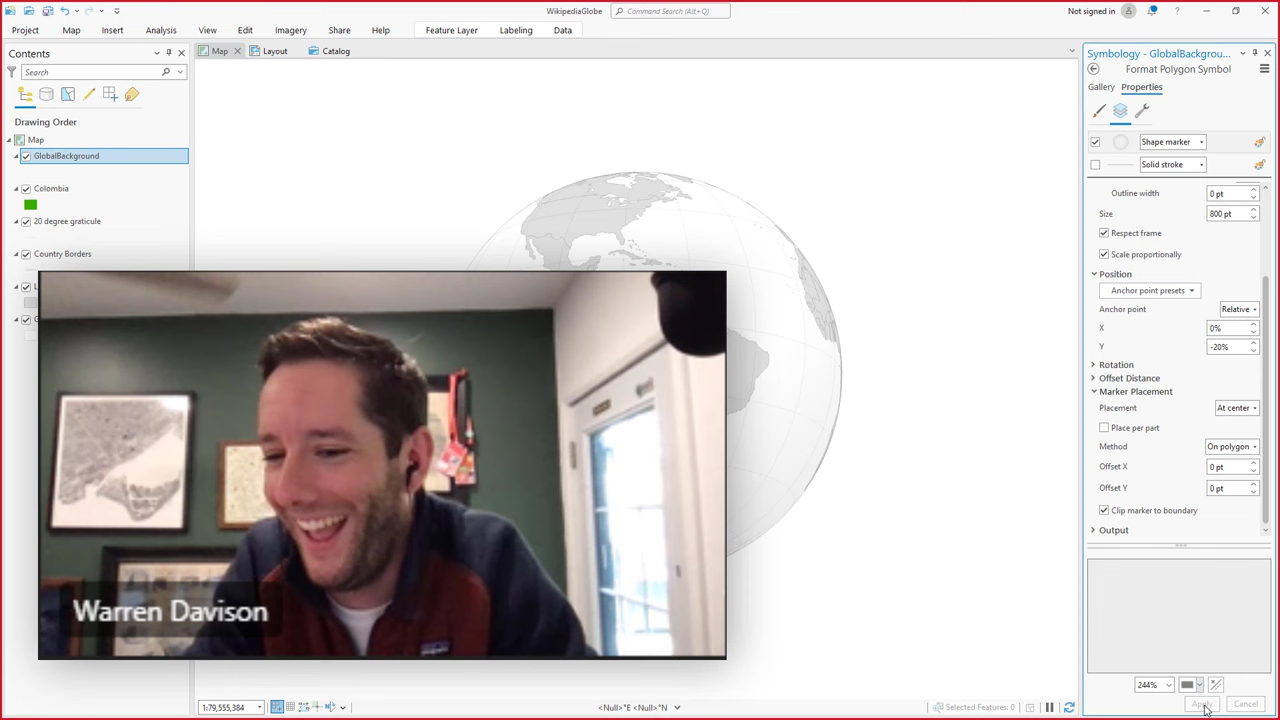 WikipediaGlobe
Command Search (Alt+Q)
Not signed in
?
Project Map Insert Analysis View Edit Imagery Share Help Feature Layer Labeling Data
Contents
Search
Drawing Order
Map
GlobalBackground
Colombia
20 degree graticule
Country Borders
L
G
Map Layout Catalog
Warren Davison
1:79,555,384
<Null>°E <Null>°N
Selected Features: 0
Symbology - GlobalBackgrou...
Format Polygon Symbol
Gallery Properties
Shape marker
Solid stroke
Outline width 0 pt
Size 800 pt
Respect frame
Scale proportionally
Position
Anchor point presets
Anchor point Relative
X 0%
Y -20%
Rotation
Offset Distance
Marker Placement
Placement At center
Place per part
Method On polygon
Offset X 0 pt
Offset Y 0 pt
Clip marker to boundary
Output
244%
Apply Cancel